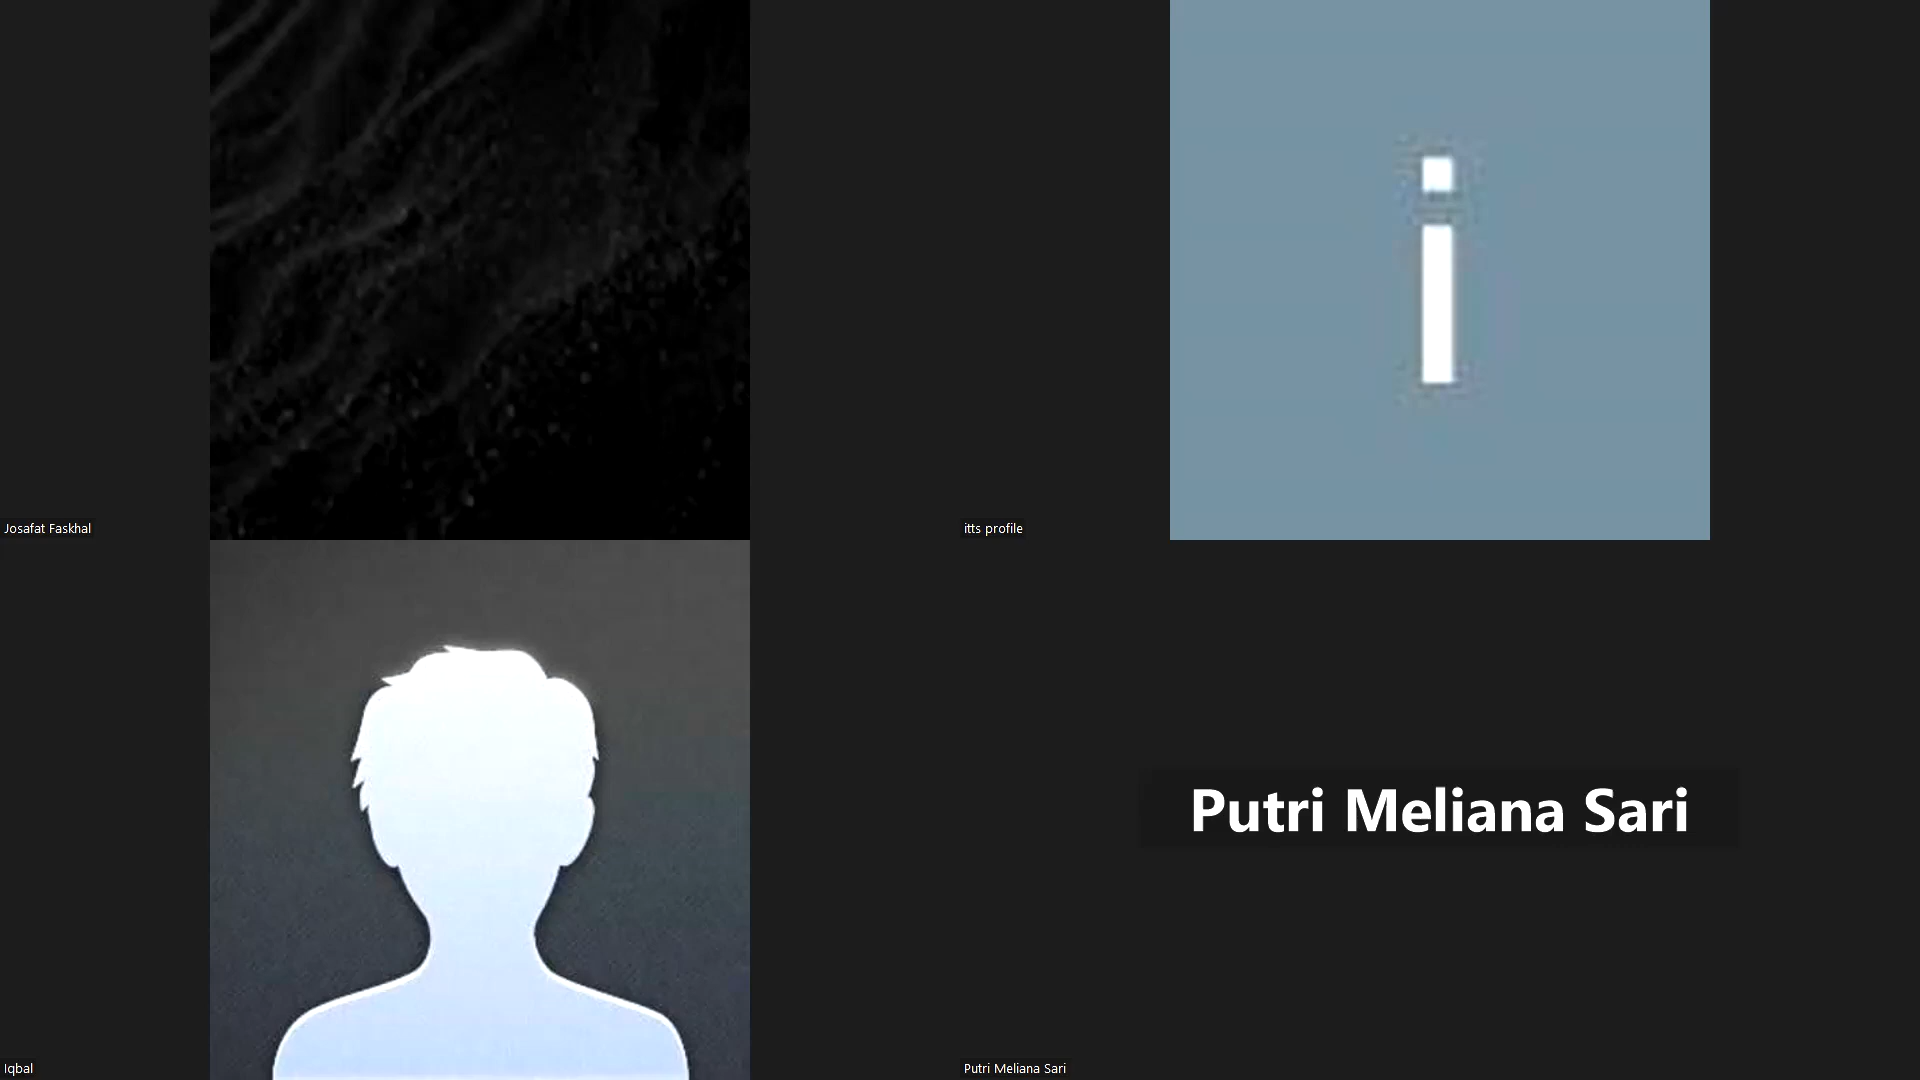 i
Josafat Faskhal
itts profile
Putri Meliana Sari
Iqbal
Putri Meliana Sari